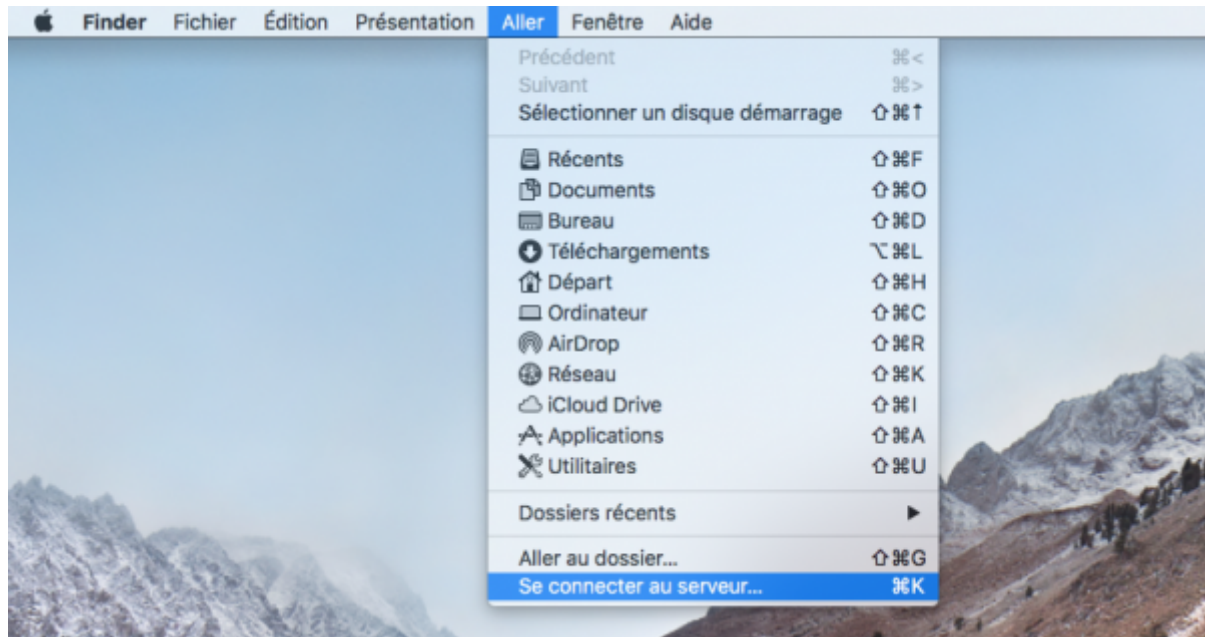 Finder Fichier Édition Présentation Aller Fenêtre Aide
Précédent ⌘<
Suivant ⌘>
Sélectionner un disque démarrage ⇧⌘↑
Récents ⇧⌘F
Documents ⇧⌘O
Bureau ⇧⌘D
Téléchargements ⌥⌘L
Départ ⇧⌘H
Ordinateur ⇧⌘C
AirDrop ⇧⌘R
Réseau ⇧⌘K
iCloud Drive ⇧⌘I
Applications ⇧⌘A
Utilitaires ⇧⌘U
Dossiers récents ▶
Aller au dossier... ⇧⌘G
Se connecter au serveur... ⌘K